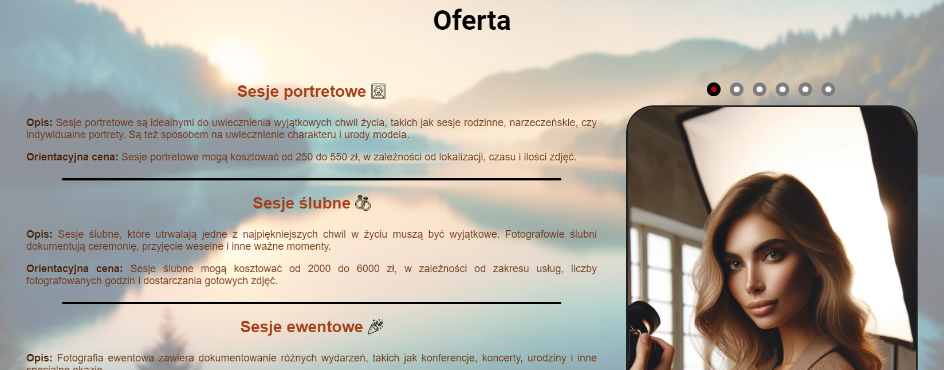 Oferta
Sesje portretowe
Opis: Sesje portretowe są idealnymi do uwiecznienia wyjątkowych chwil życia, takich jak sesje rodzinne, narzeczeńskie, czy
indywidualne portrety. Są też sposobem na uwiecznienie charakteru i urody modela.
Orientacyjna cena: Sesje portretowe mogą kosztować od 250 do 550 zł, w zależności od lokalizacji, czasu i ilości zdjęć.
Sesje ślubne
Opis: Sesje ślubne, które utrwalają jedne z najpiękniejszych chwil w życiu muszą być wyjątkowe. Fotografowie ślubni
dokumentują ceremonię, przyjęcie weselne i inne ważne momenty.
Orientacyjna cena: Sesje ślubne mogą kosztować od 2000 do 6000 zł, w zależności od zakresu usług, liczby
fotografowanych godzin i dostarczania gotowych zdjęć.
Sesje ewentowe
Opis: Fotografia ewentowa zawiera dokumentowanie różnych wydarzeń, takich jak konferencje, koncerty, urodziny i inne
specjalne okazje.